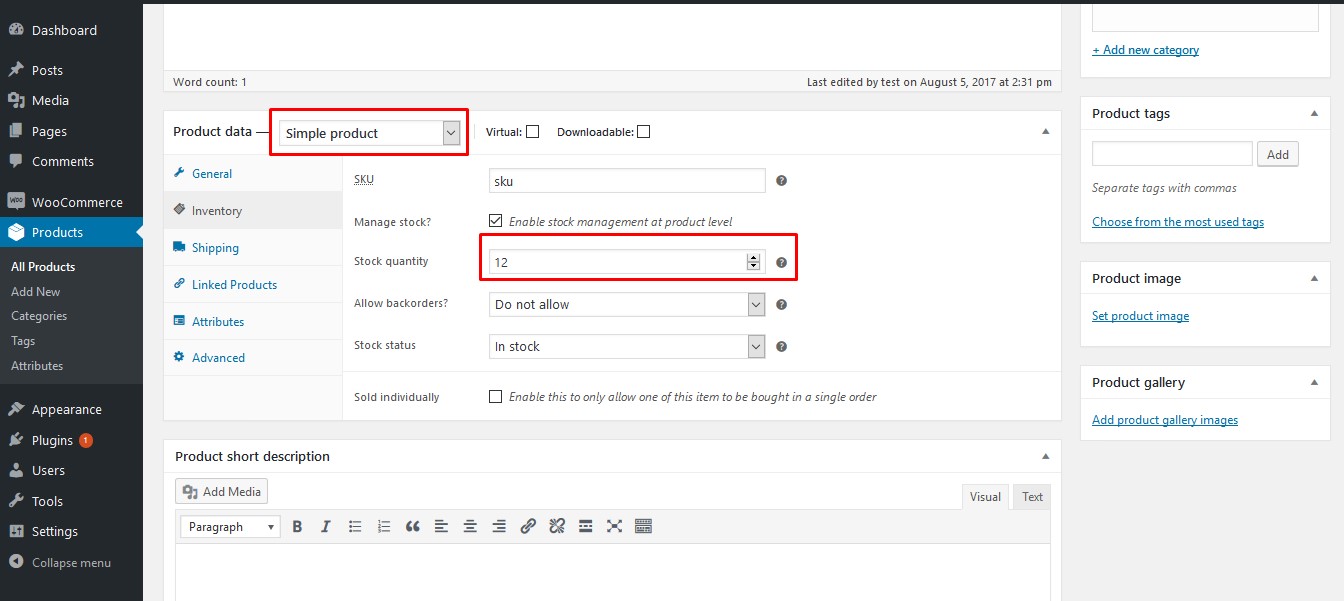 Dashboard
Posts
Media
Pages
Comments
WooCommerce
Products
All Products
Add New
Categories
Tags
Attributes
Appearance
Plugins 1
Users
Tools
Settings
Collapse menu
Word count: 1
Last edited by test on August 5, 2017 at 2:31 pm
Product data —
Simple product
Virtual:
Downloadable:
General
Inventory
Shipping
Linked Products
Attributes
Advanced
SKU
sku
Manage stock?
Enable stock management at product level
Stock quantity
12
Allow backorders?
Do not allow
Stock status
In stock
Sold individually
Enable this to only allow one of this item to be bought in a single order
Product short description
Add Media
Visual
Text
Paragraph
+ Add new category
Product tags
Add
Separate tags with commas
Choose from the most used tags
Product image
Set product image
Product gallery
Add product gallery images